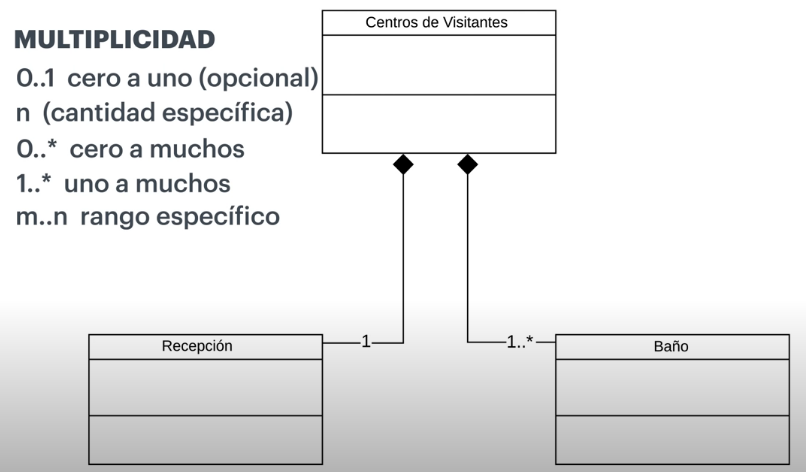 MULTIPLICIDAD
0..1 cero a uno (opcional)
n (cantidad específica)
0..* cero a muchos
1..* uno a muchos
m..n rango específico
Centros de Visitantes
1
1..*
Recepción
Baño